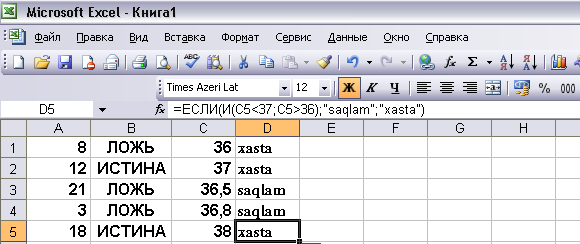 Microsoft Excel - Книга1
Файл Правка Вид Вставка Формат Сервис Данные Окно Справка
Times Azeri Lat 12 Ж К Ч % 000
D5 fx =ЕСЛИ(И(C5<37;C5>36);"saqlam";"xasta")
A B C D E F G H
1 8 ЛОЖЬ 36 xasta
2 12 ИСТИНА 37 xasta
3 21 ЛОЖЬ 36,5 saqlam
4 3 ЛОЖЬ 36,8 saqlam
5 18 ИСТИНА 38 xasta